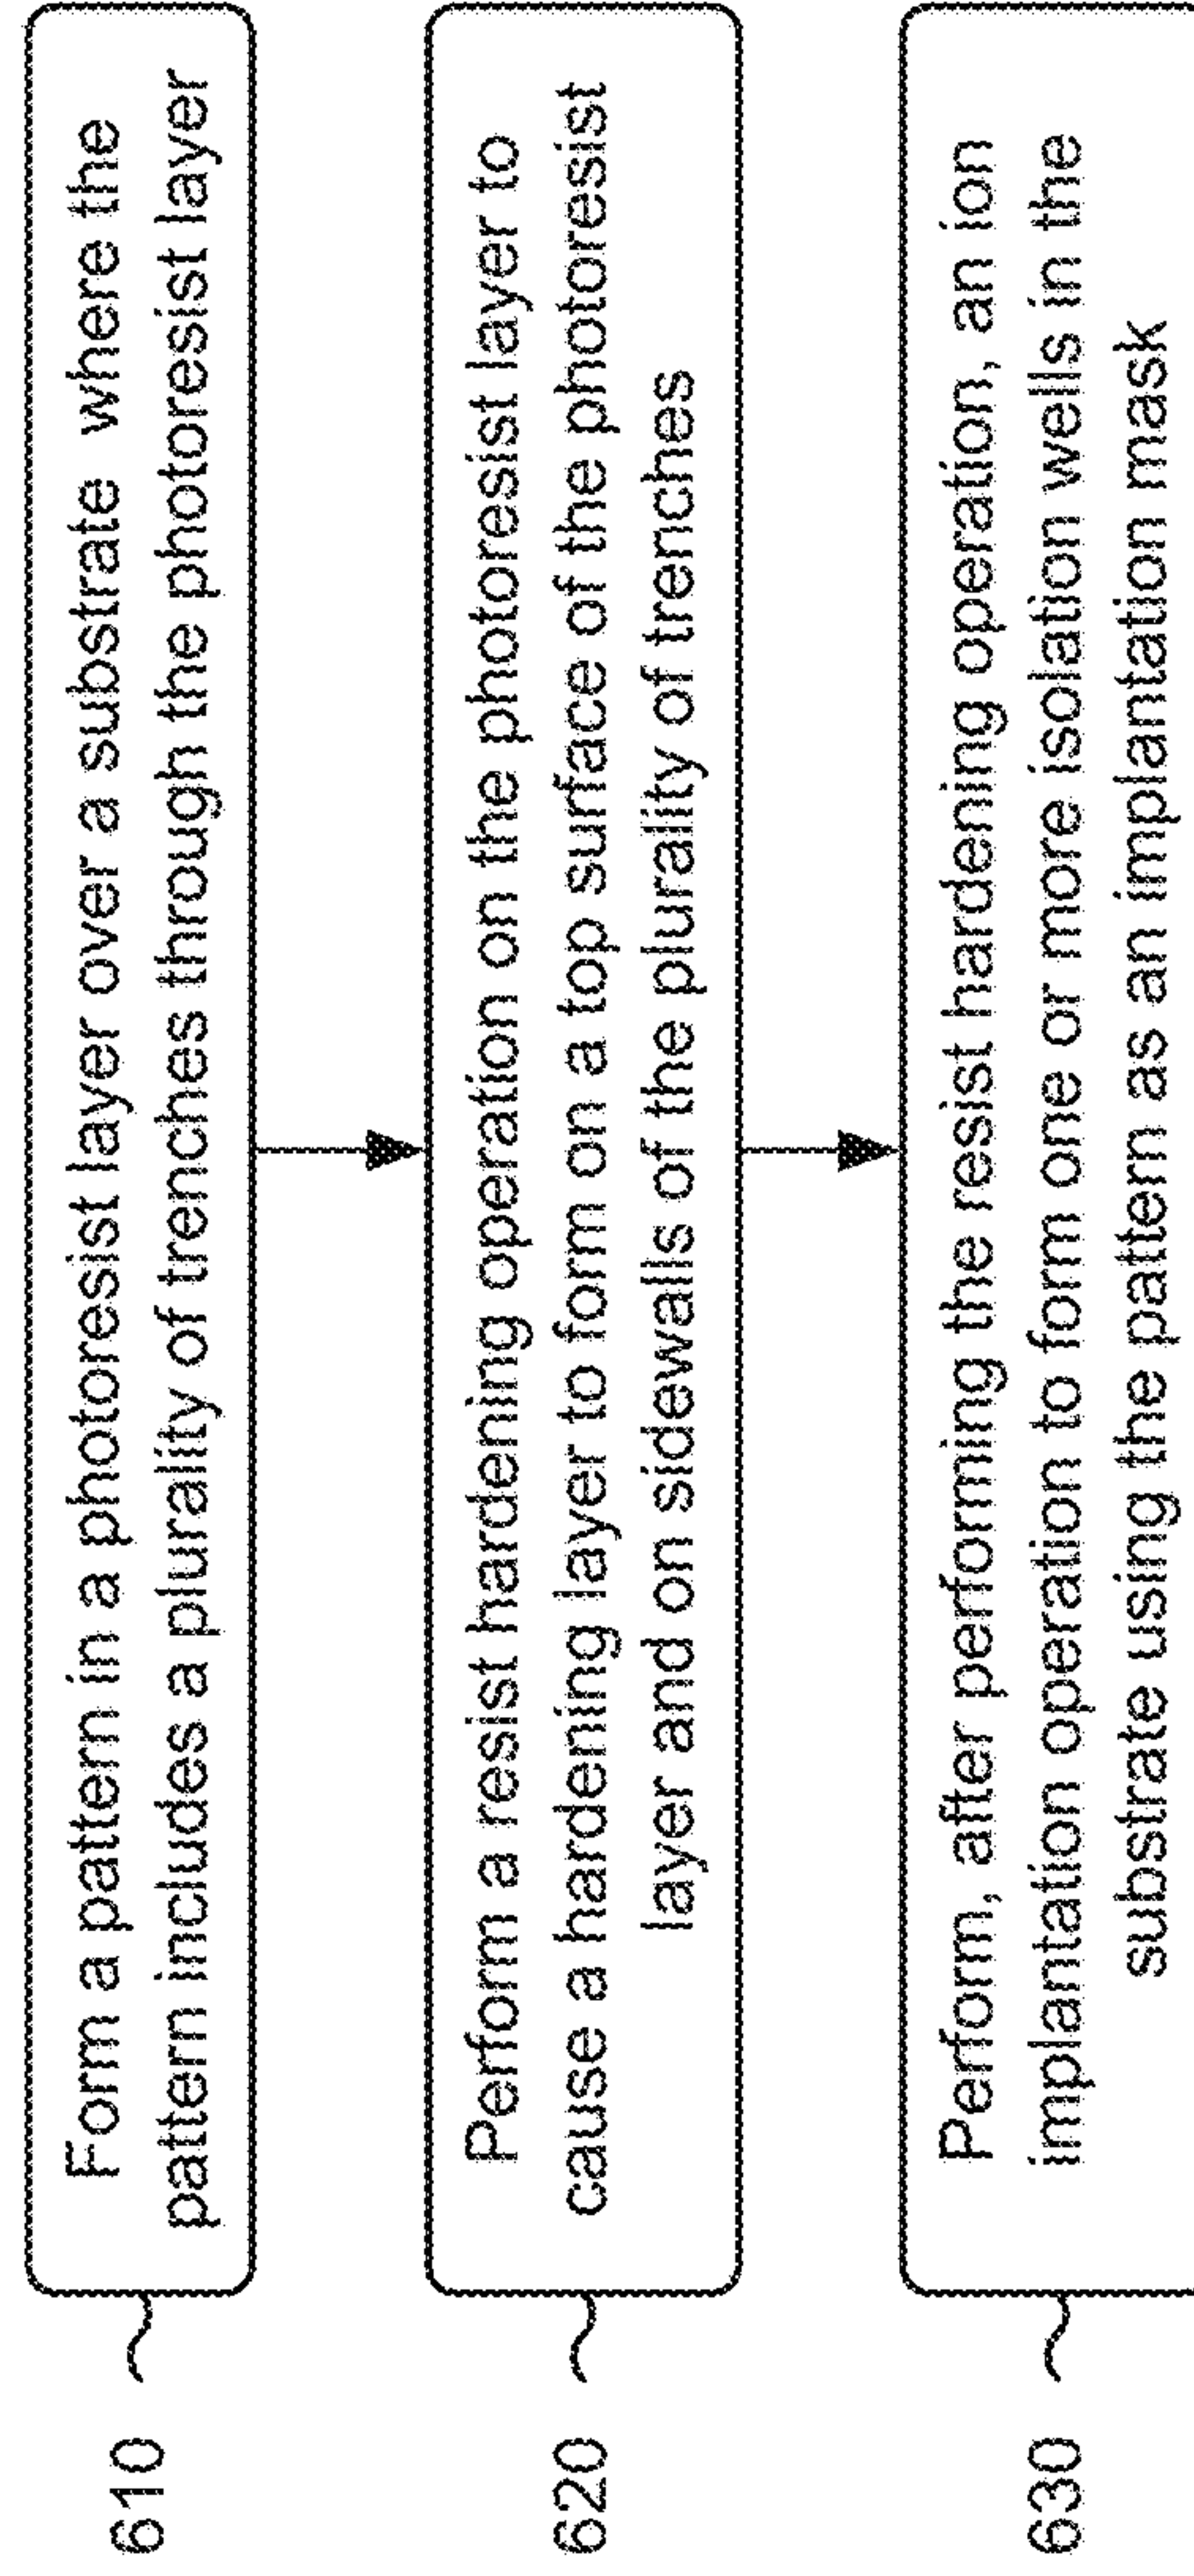 610
Form a pattern in a photoresist layer over a substrate where the
pattern includes a plurality of trenches through the photoresist layer
620
Perform a resist hardening operation on the photoresist layer to
cause a hardening layer to form on a top surface of the photoresist
layer and on sidewalls of the plurality of trenches
630
Perform, after performing the resist hardening operation, an ion
implantation operation to form one or more isolation wells in the
substrate using the pattern as an implantation mask